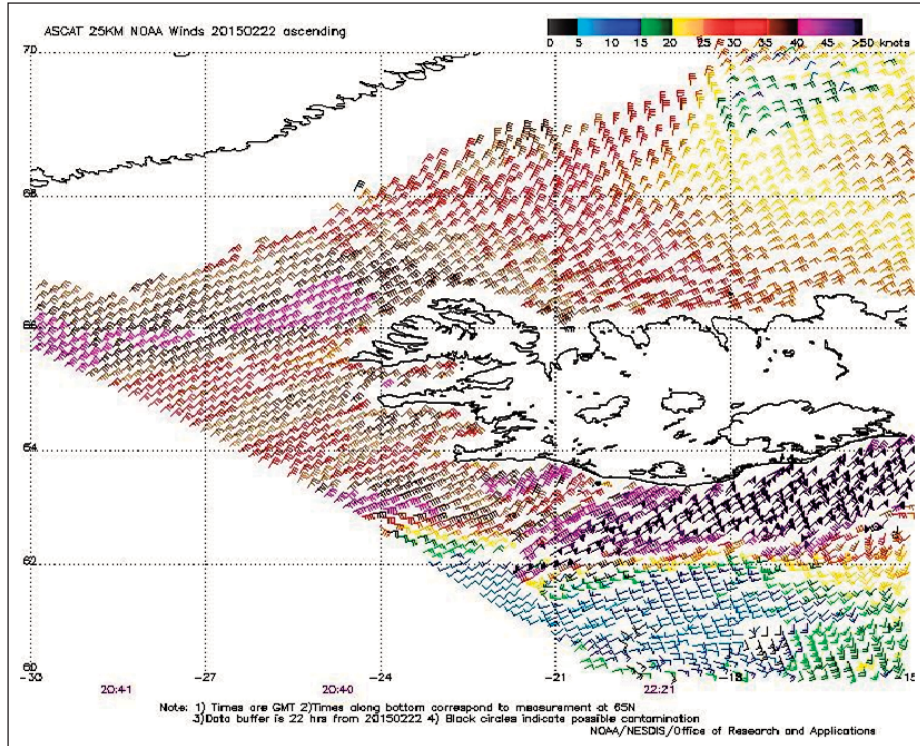 ASCAT 25KM NOAA Winds 20150222 ascending
0 5 10 15 20 25 30 35 40 45 >50 knots
70
68
66
64
62
60
-30 -27 -24 -21 -18 -15
20:41 20:40 22:21
Note: 1) Times are GMT 2)Times along bottom correspond to measurement at 65N
3)Data buffer is 22 hrs from 20150222 4) Black circles indicate possible contamination
NOAA/NESDIS/Office of Research and Applications